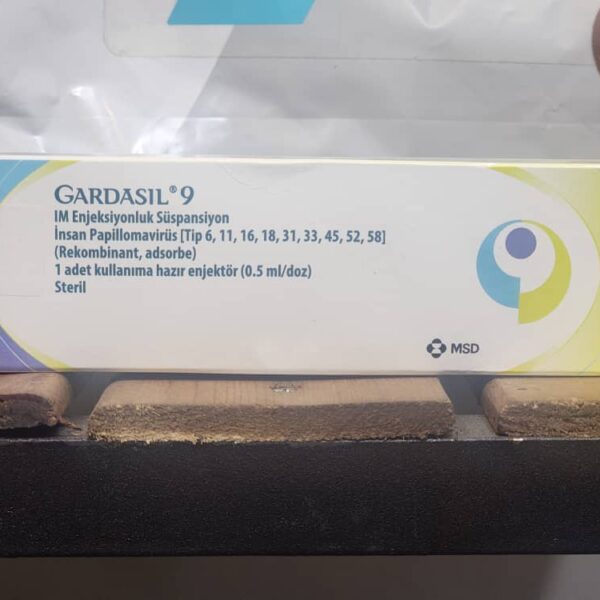 GARDASIL® 9
IM Enjeksiyonluk Süspansiyon
İnsan Papillomavirüs [Tip 6, 11, 16, 18, 31, 33, 45, 52, 58]
(Rekombinant, adsorbe)
1 adet kullanıma hazır enjektör (0.5 ml/doz)
Steril
MSD